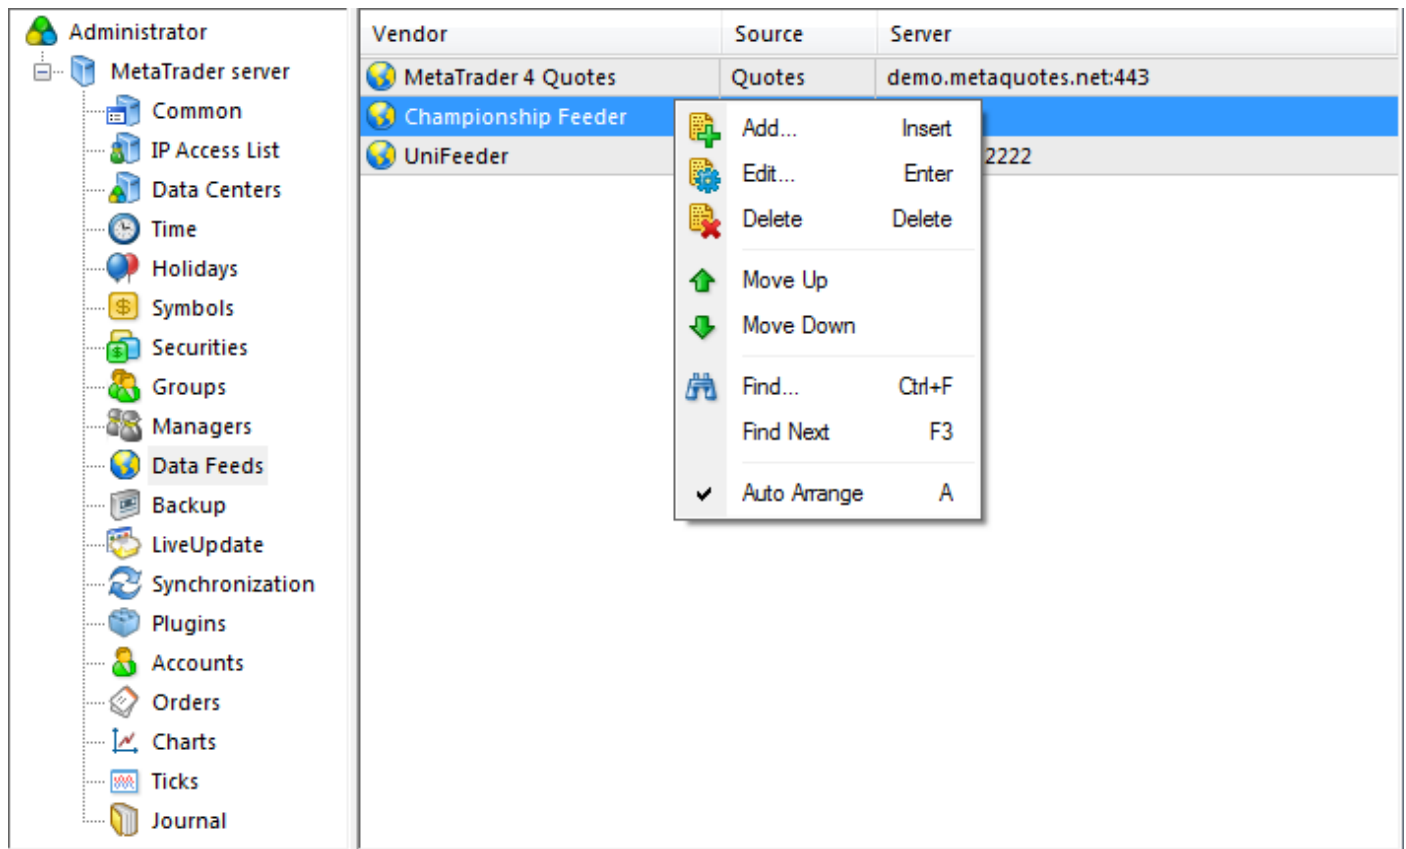 Administrator
MetaTrader server
Common
IP Access List
Data Centers
Time
Holidays
Symbols
Securities
Groups
Managers
Data Feeds
Backup
LiveUpdate
Synchronization
Plugins
Accounts
Orders
Charts
Ticks
Journal
Vendor Source Server
MetaTrader 4 Quotes Quotes demo.metaquotes.net:443
Championship Feeder
UniFeeder 2222
Add... Insert
Edit... Enter
Delete Delete
Move Up
Move Down
Find... Ctrl+F
Find Next F3
Auto Arrange A